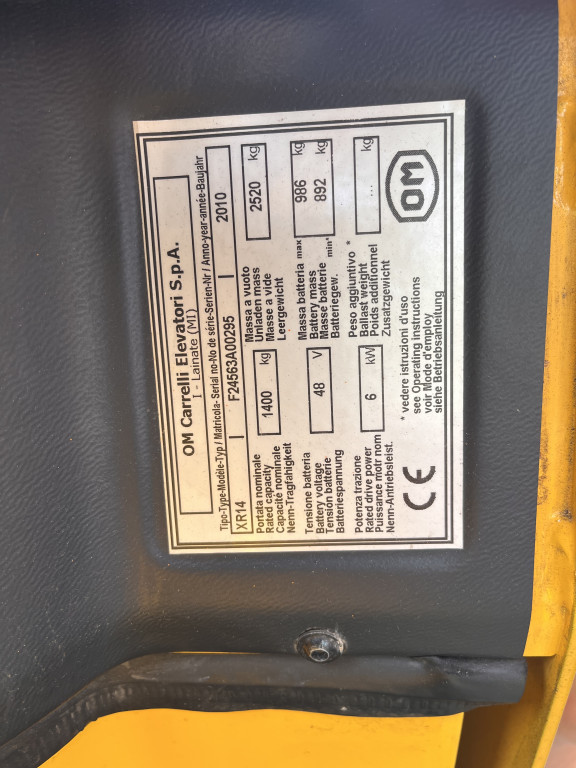 OM Carrelli Elevatori S.p.A.
I - Lainate (MI)
Tipo-Type-Modèle-Typ / Matricola- Serial no-No de série-Serien-Nr / Anno-year-année-Baujahr
XR14 | F24563A00295 | 2010
Portata nominale
Rated capacity
Capacité nominale
Nenn-Tragfähigkeit
1400 kg
Massa a vuoto
Unladen mass
Masse a vide
Leergewicht
2520 kg
Tensione batteria
Battery voltage
Tension batterie
Batteriespannung
48 V
Massa batteria max
Battery mass
Masse batterie min*
Batteriegew.
986 kg
892 kg
Potenza trazione
Rated drive power
Puissance motr nom
Nenn-Antriebsleist.
6 kW
Peso aggiuntivo *
Ballast weight
Poids additionnel
Zusatzgewicht
... kg
CE
* vedere istruzioni d'uso
see Operating instructions
voir Mode d'employ
siehe Betriebsanleitung
OM